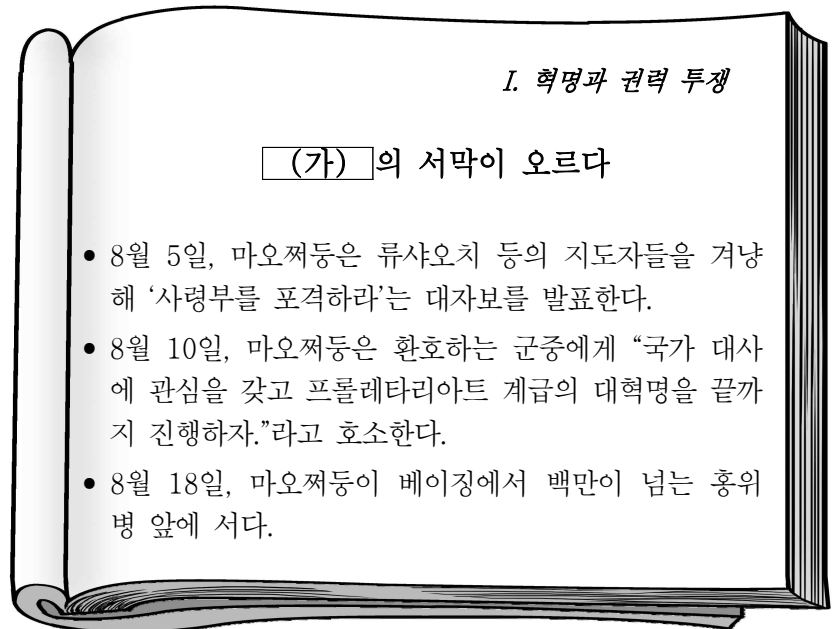 I. 혁명과 권력 투쟁
(가) 의 서막이 오르다
• 8월 5일, 마오쩌둥은 류사오치 등의 지도자들을 겨냥
해 ‘사령부를 포격하라’는 대자보를 발표한다.
• 8월 10일, 마오쩌둥은 환호하는 군중에게 “국가 대사
에 관심을 갖고 프롤레타리아트 계급의 대혁명을 끝까
지 진행하자.”라고 호소한다.
• 8월 18일, 마오쩌둥이 베이징에서 백만이 넘는 홍위
병 앞에 서다.